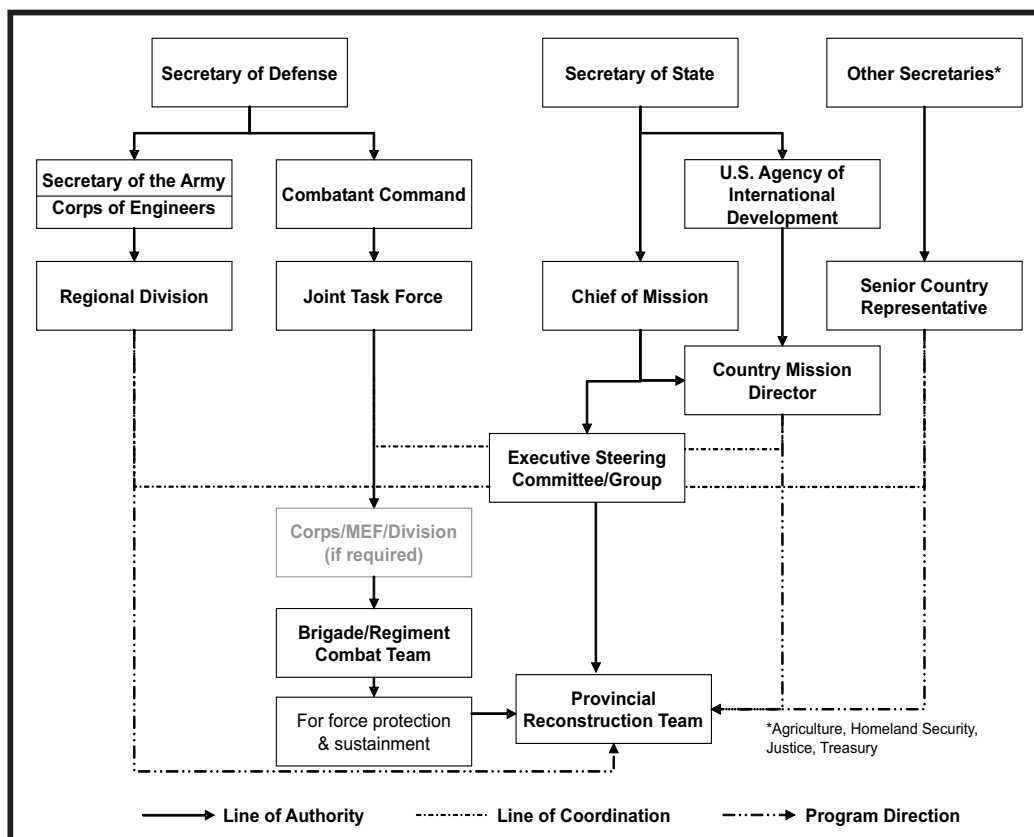 Secretary of Defense
Secretary of State
Other Secretaries*
Secretary of the Army
Corps of Engineers
Combatant Command
U.S. Agency of
International
Development
Regional Division
Joint Task Force
Chief of Mission
Senior Country
Representative
Country Mission
Director
Executive Steering
Committee/Group
Corps/MEF/Division
(if required)
Brigade/Regiment
Combat Team
For force protection
& sustainment
Provincial
Reconstruction Team
*Agriculture, Homeland Security,
Justice, Treasury
Line of Authority
Line of Coordination
Program Direction